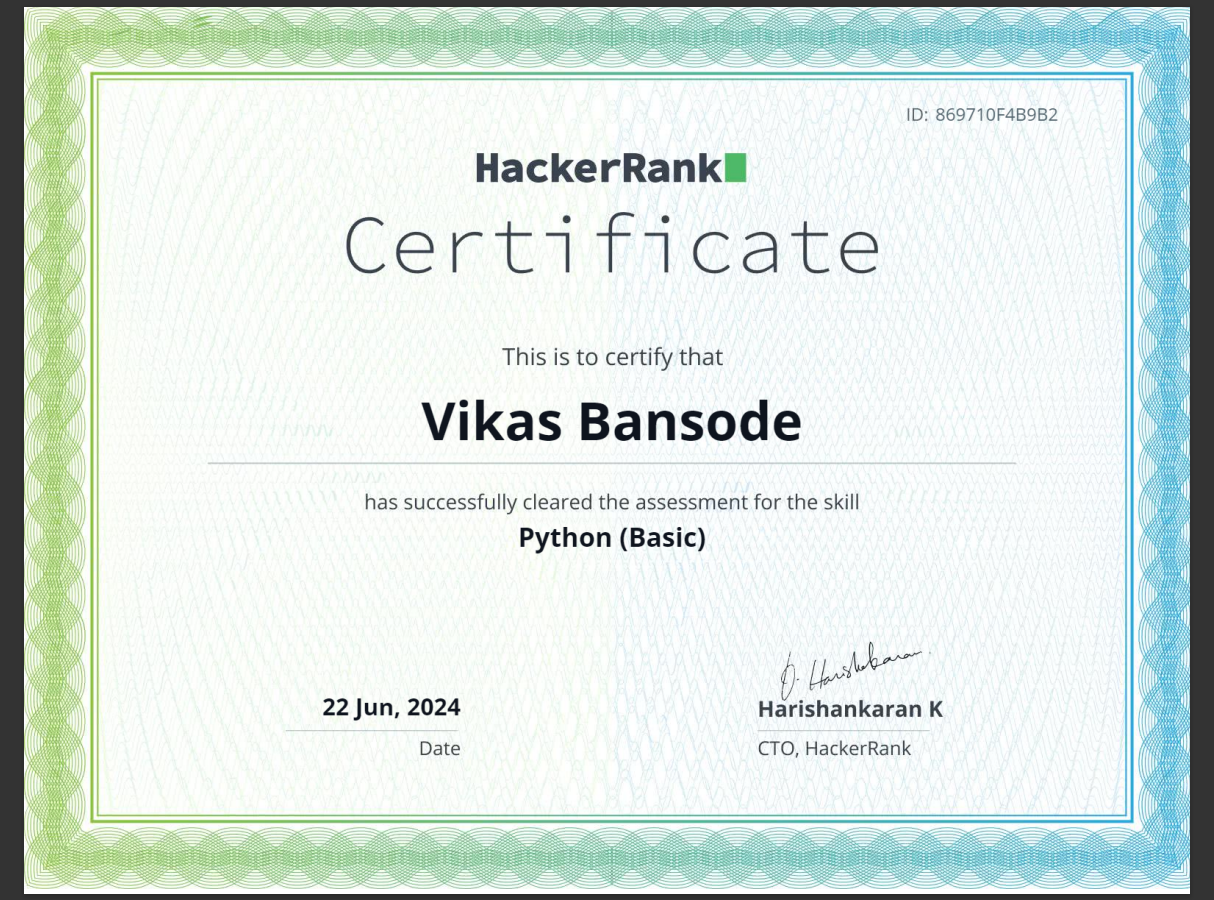 ID: 869710F4B9B2
HackerRank
Certificate
This is to certify that
Vikas Bansode
has successfully cleared the assessment for the skill
Python (Basic)
22 Jun, 2024
Date
Harishankaran K
CTO, HackerRank